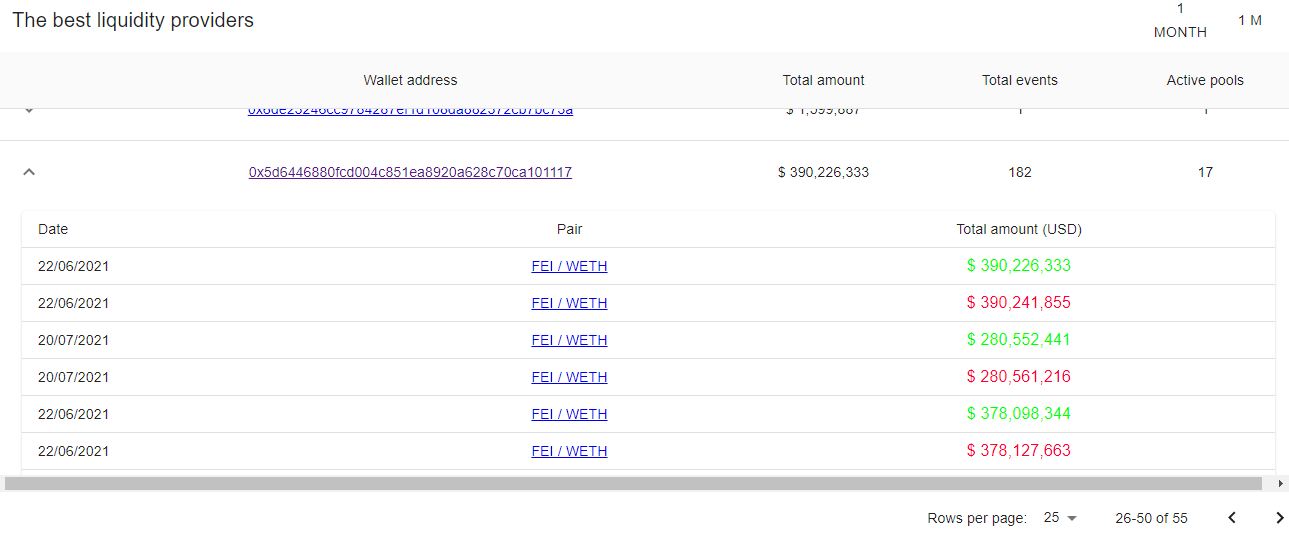 The best liquidity providers
1 MONTH 1 M
Wallet address Total amount Total events Active pools
$ 1,599,887 1 1
0x5d6446880fcd004c851ea8920a628c70ca101117 $ 390,226,333 182 17
Date Pair Total amount (USD)
22/06/2021 FEI / WETH $ 390,226,333
22/06/2021 FEI / WETH $ 390,241,855
20/07/2021 FEI / WETH $ 280,552,441
20/07/2021 FEI / WETH $ 280,561,216
22/06/2021 FEI / WETH $ 378,098,344
22/06/2021 FEI / WETH $ 378,127,663
Rows per page: 25 26-50 of 55